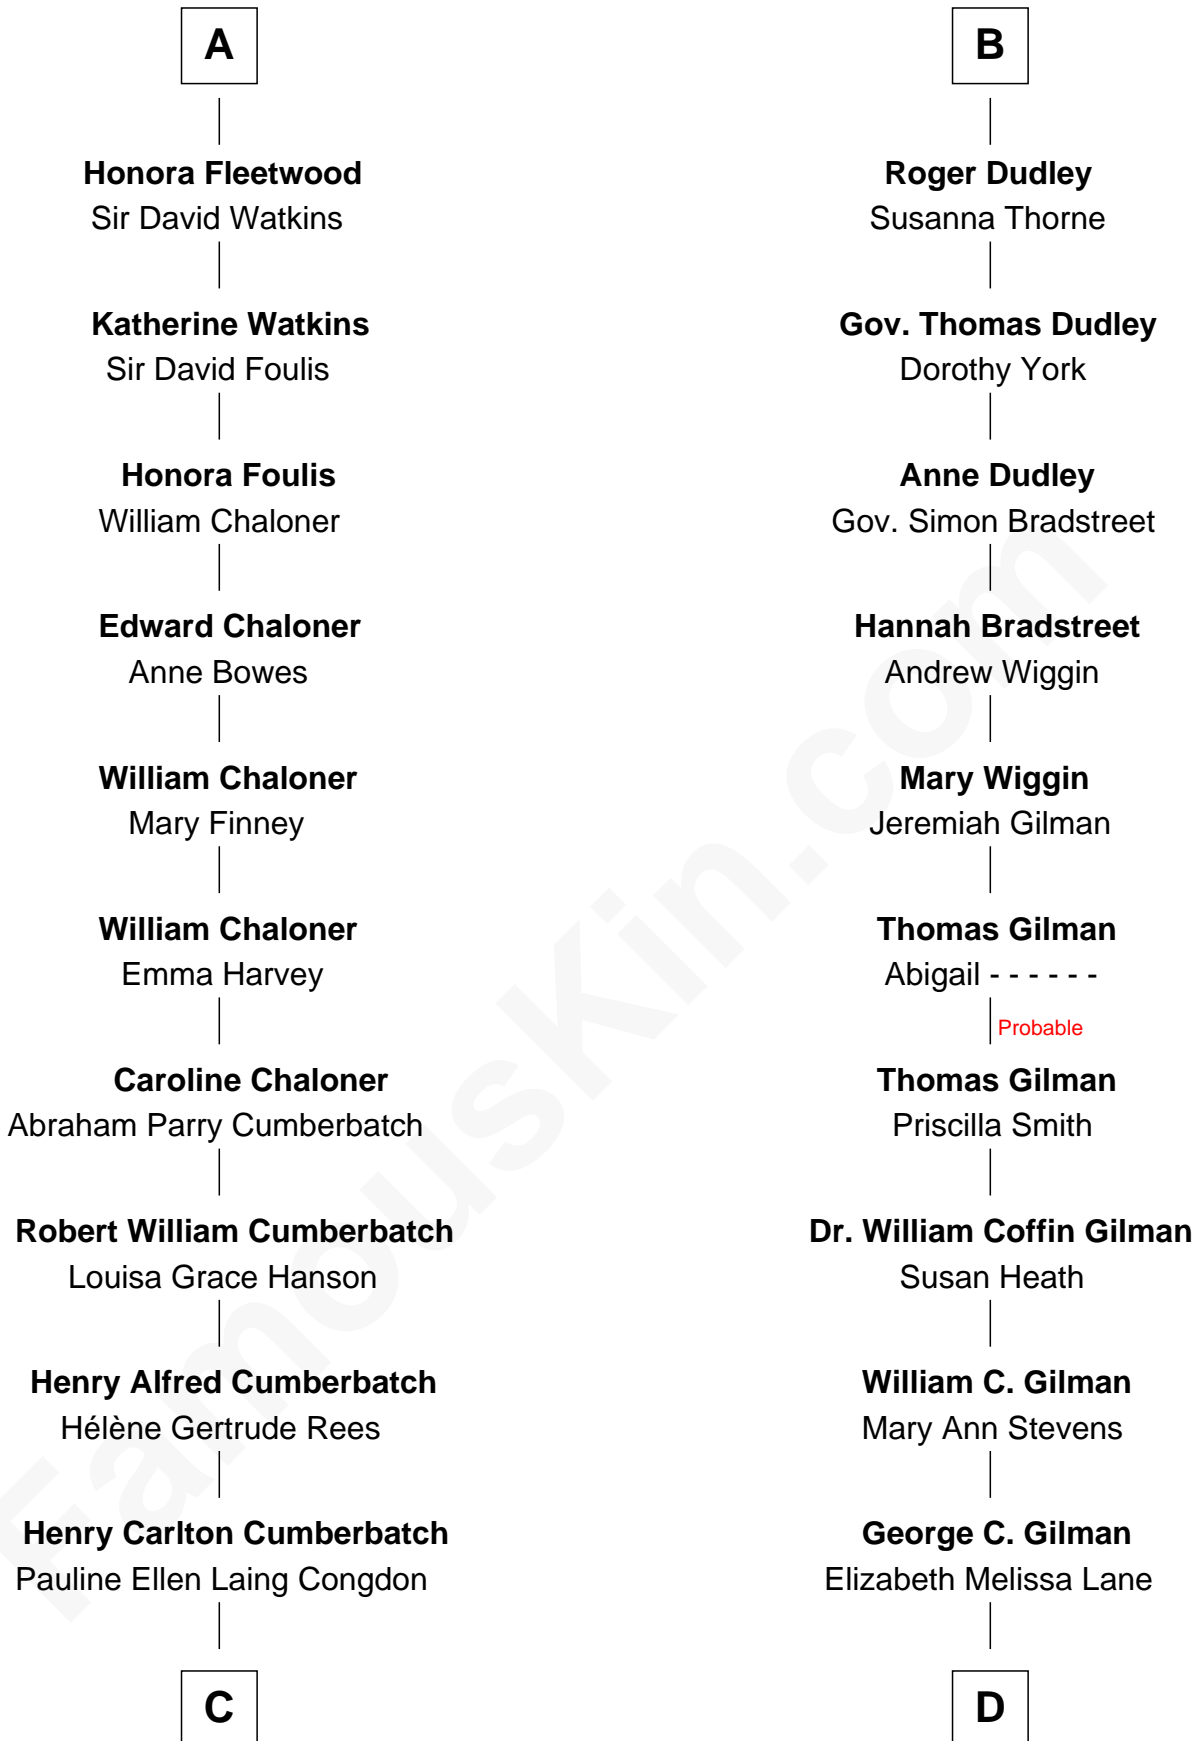 A
Honora Fleetwood
Sir David Watkins
Katherine Watkins
Sir David Foulis
Honora Foulis
William Chaloner
Edward Chaloner
Anne Bowes
William Chaloner
Mary Finney
William Chaloner
Emma Harvey
Caroline Chaloner
Abraham Parry Cumberbatch
Robert William Cumberbatch
Louisa Grace Hanson
Henry Alfred Cumberbatch
Hélène Gertrude Rees
Henry Carlton Cumberbatch
Pauline Ellen Laing Congdon
C
B
Roger Dudley
Susanna Thorne
Gov. Thomas Dudley
Dorothy York
Anne Dudley
Gov. Simon Bradstreet
Hannah Bradstreet
Andrew Wiggin
Mary Wiggin
Jeremiah Gilman
Thomas Gilman
Abigail - - - - - -
Probable
Thomas Gilman
Priscilla Smith
Dr. William Coffin Gilman
Susan Heath
William C. Gilman
Mary Ann Stevens
George C. Gilman
Elizabeth Melissa Lane
D
FamousKin.com